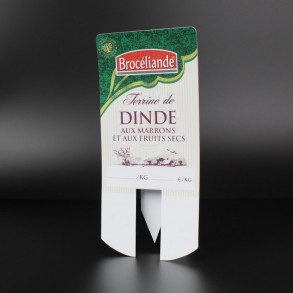 Brocéliande
Terrine de
DINDE
AUX MARRONS
ET AUX FRUITS SECS
/KG € /KG